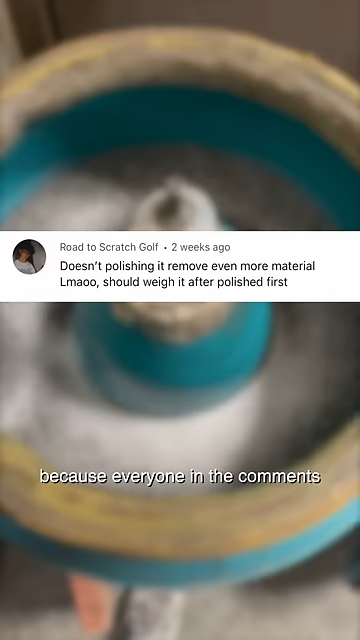 Road to Scratch Golf • 2 weeks ago
Doesn’t polishing it remove even more material
Lmaoo, should weigh it after polished first
because everyone in the comments